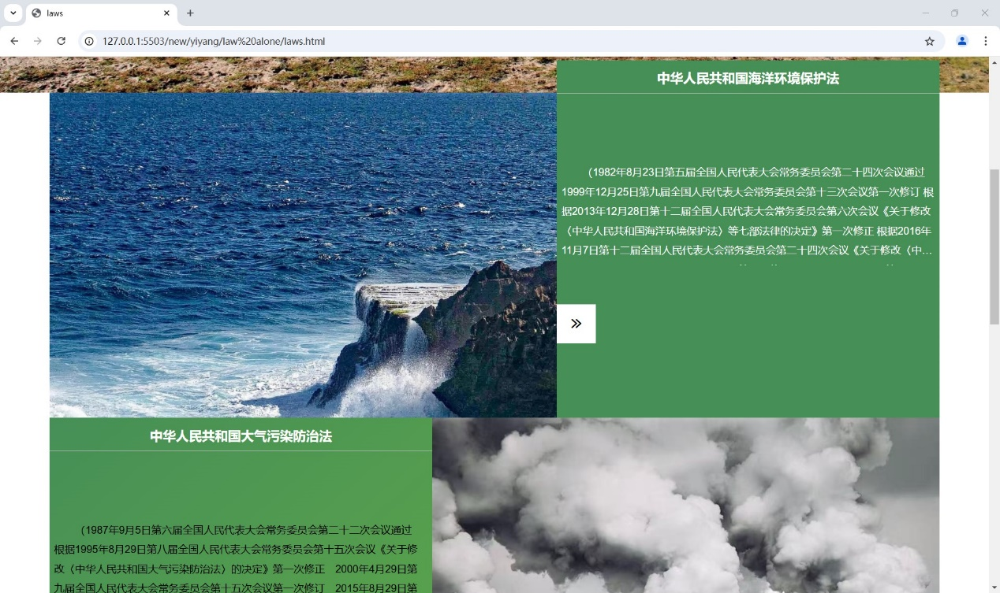 laws
127.0.0.1:5503/new/yiyang/law%20alone/laws.html
中华人民共和国海洋环境保护法
（1982年8月23日第五届全国人民代表大会常务委员会第二十四次会议通过
1999年12月25日第九届全国人民代表大会常务委员会第十三次会议第一次修订 根
据2013年12月28日第十二届全国人民代表大会常务委员会第六次会议《关于修改
〈中华人民共和国海洋环境保护法〉等七部法律的决定》第一次修正 根据2016年
11月7日第十二届全国人民代表大会常务委员会第二十四次会议《关于修改〈中...
中华人民共和国大气污染防治法
（1987年9月5日第六届全国人民代表大会常务委员会第二十二次会议通过
根据1995年8月29日第八届全国人民代表大会常务委员会第十五次会议《关于修
改〈中华人民共和国大气污染防治法〉的决定》第一次修正　2000年4月29日第
九届全国人民代表大会常务委员会第十五次会议第一次修订　2015年8月29日第